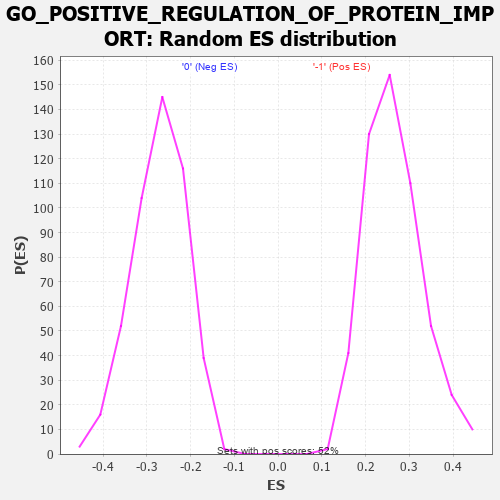 GO_POSITIVE_REGULATION_OF_PROTEIN_IMP
ORT: Random ES distribution
'0' (Neg ES) '-1' (Pos ES)
160
150
140
130
120
110
100
90
80
70
60
50
40
30
20
10
0
P(ES)
Sets with pos scores: 52%
-0.4 -0.3 -0.2 -0.1 0.0 0.1 0.2 0.3 0.4
ES